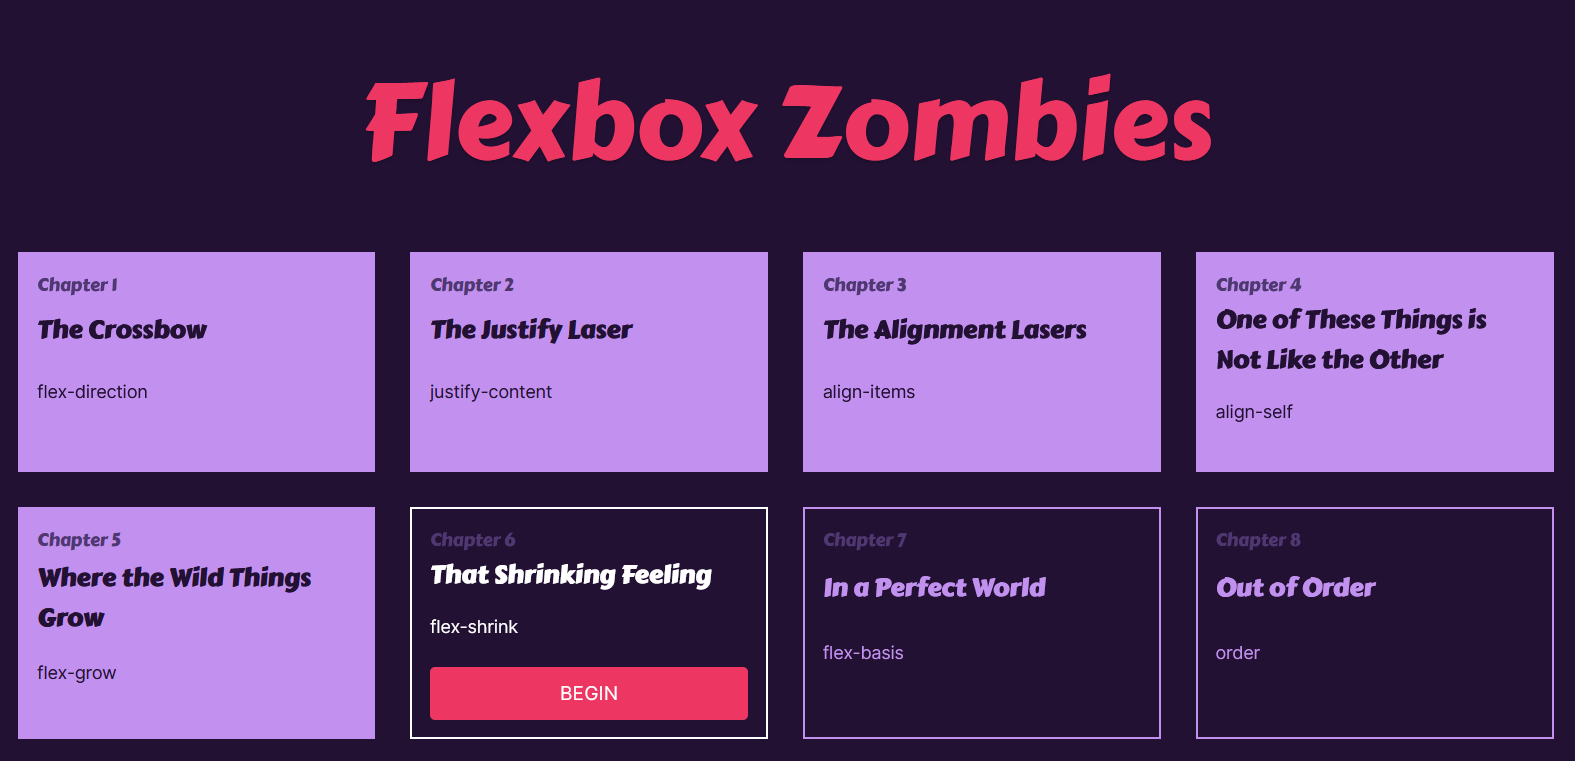 Flexbox Zombies
Chapter 1
The Crossbow
flex-direction
Chapter 2
The Justify Laser
justify-content
Chapter 3
The Alignment Lasers
align-items
Chapter 4
One of These Things is
Not Like the Other
align-self
Chapter 5
Where the Wild Things
Grow
flex-grow
Chapter 6
That Shrinking Feeling
flex-shrink
BEGIN
Chapter 7
In a Perfect World
flex-basis
Chapter 8
Out of Order
order